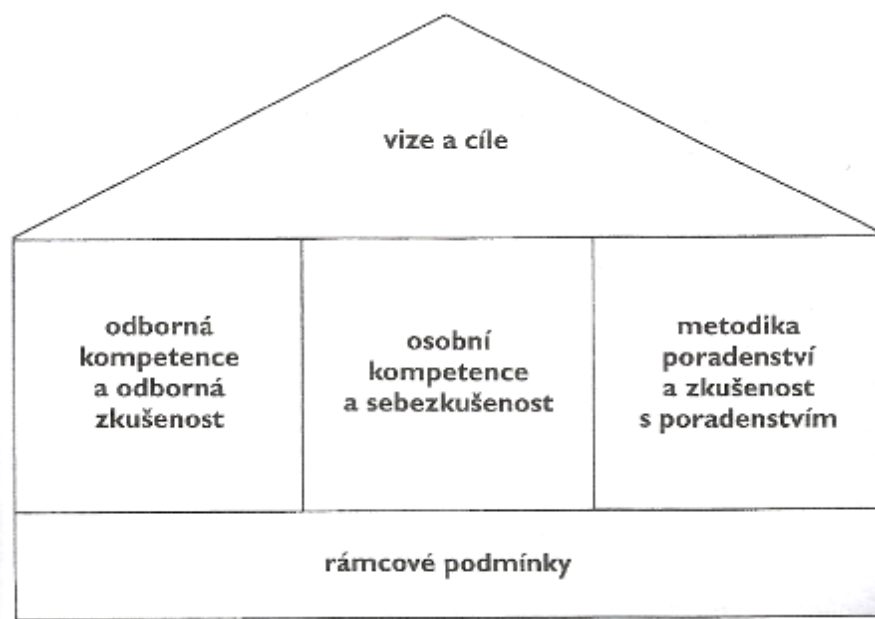 vize a cíle
odborná
kompetence
a odborná
zkušenost
osobní
kompetence
a sebezkušenost
metodika
poradenství
a zkušenost
s poradenstvím
rámcové podmínky